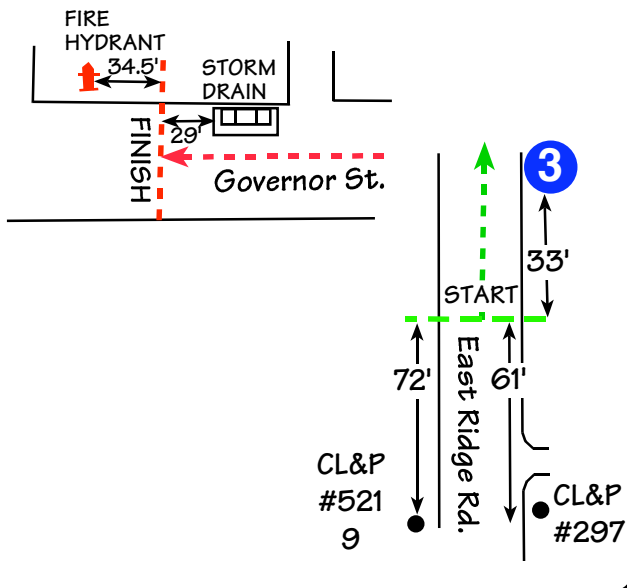 FIRE
HYDRANT
34.5'
STORM
DRAIN
29'
FINISH
Governor St.
3
33'
START
72'
East Ridge Rd.
61'
CL&P
#521
9
CL&P
#297